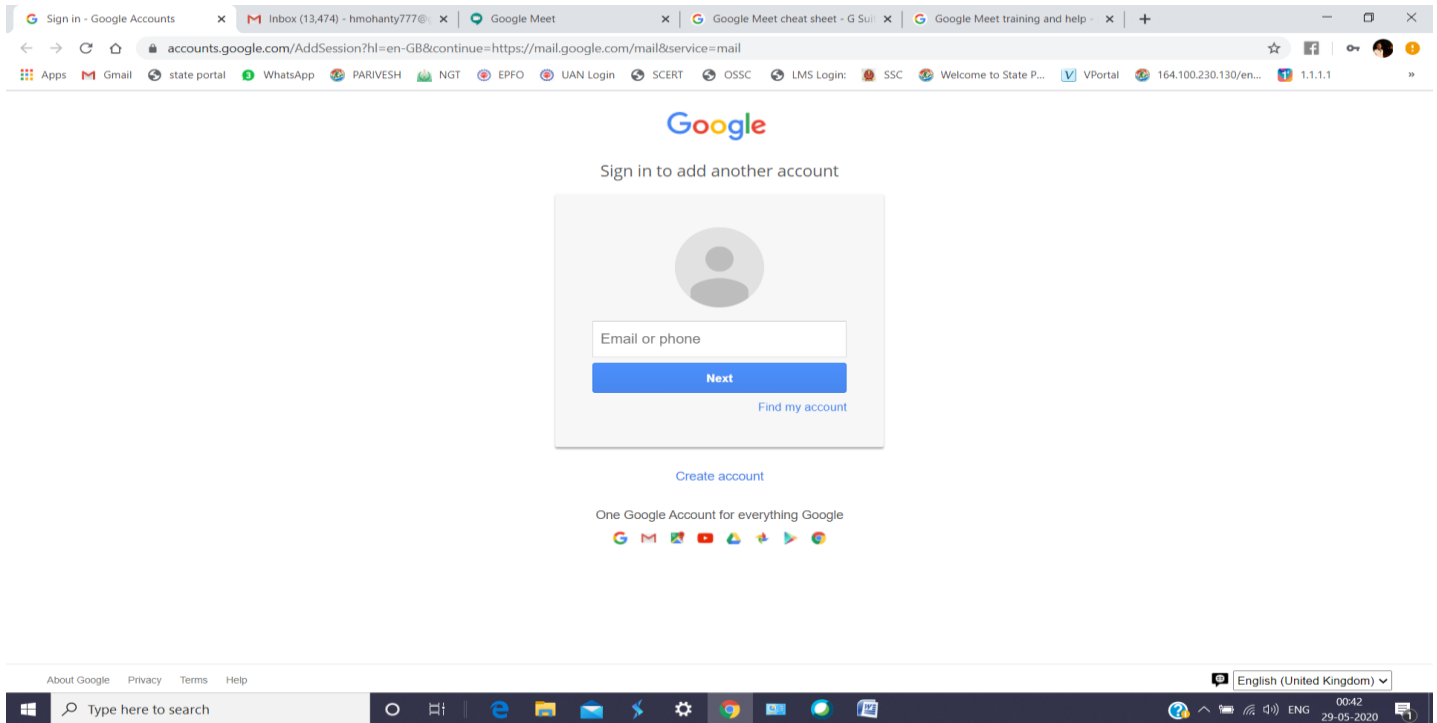 Sign in - Google Accounts
Inbox (13,474) - hmohanty777@g
Google Meet
Google Meet cheat sheet - G Sui
Google Meet training and help -
accounts.google.com/AddSession?hl=en-GB&continue=https://mail.google.com/mail&service=mail
Apps Gmail state portal WhatsApp PARIVESH NGT EPFO UAN Login SCERT OSSC LMS Login: SSC Welcome to State P... VPortal 164.100.230.130/en... 1.1.1.1 »
Google
Sign in to add another account
Email or phone
Next
Find my account
Create account
One Google Account for everything Google
About Google Privacy Terms Help English (United Kingdom)
Type here to search
ENG
00:42
29-05-2020